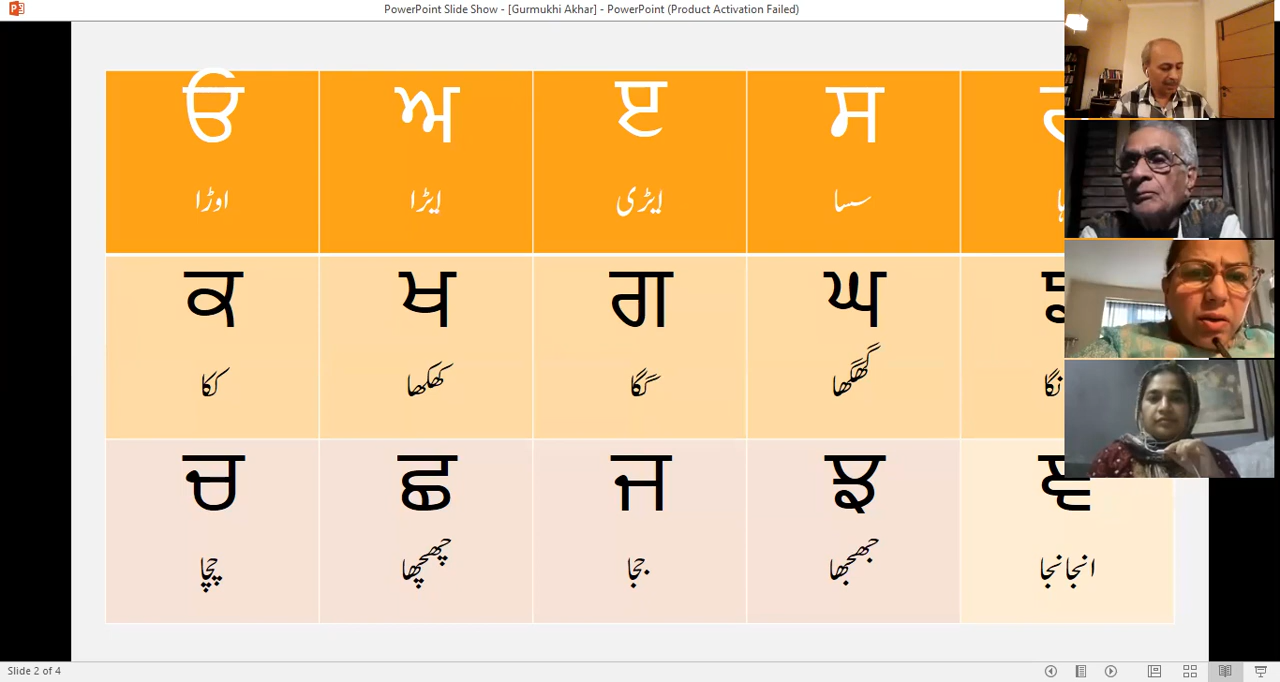 PowerPoint Slide Show - [Gurmukhi Akhar] - PowerPoint (Product Activation Failed)
ਓ ਅ ੲ ਸ
اوڑا ایڑا ایڑی سسا
ਕ ਖ ਗ ਘ
ککا کھکھا گگا گھگھا
ਚ ਛ ਜ ਝ ਞ
چچا چھچھا ججا جھجھا انجانجا
Slide 2 of 4